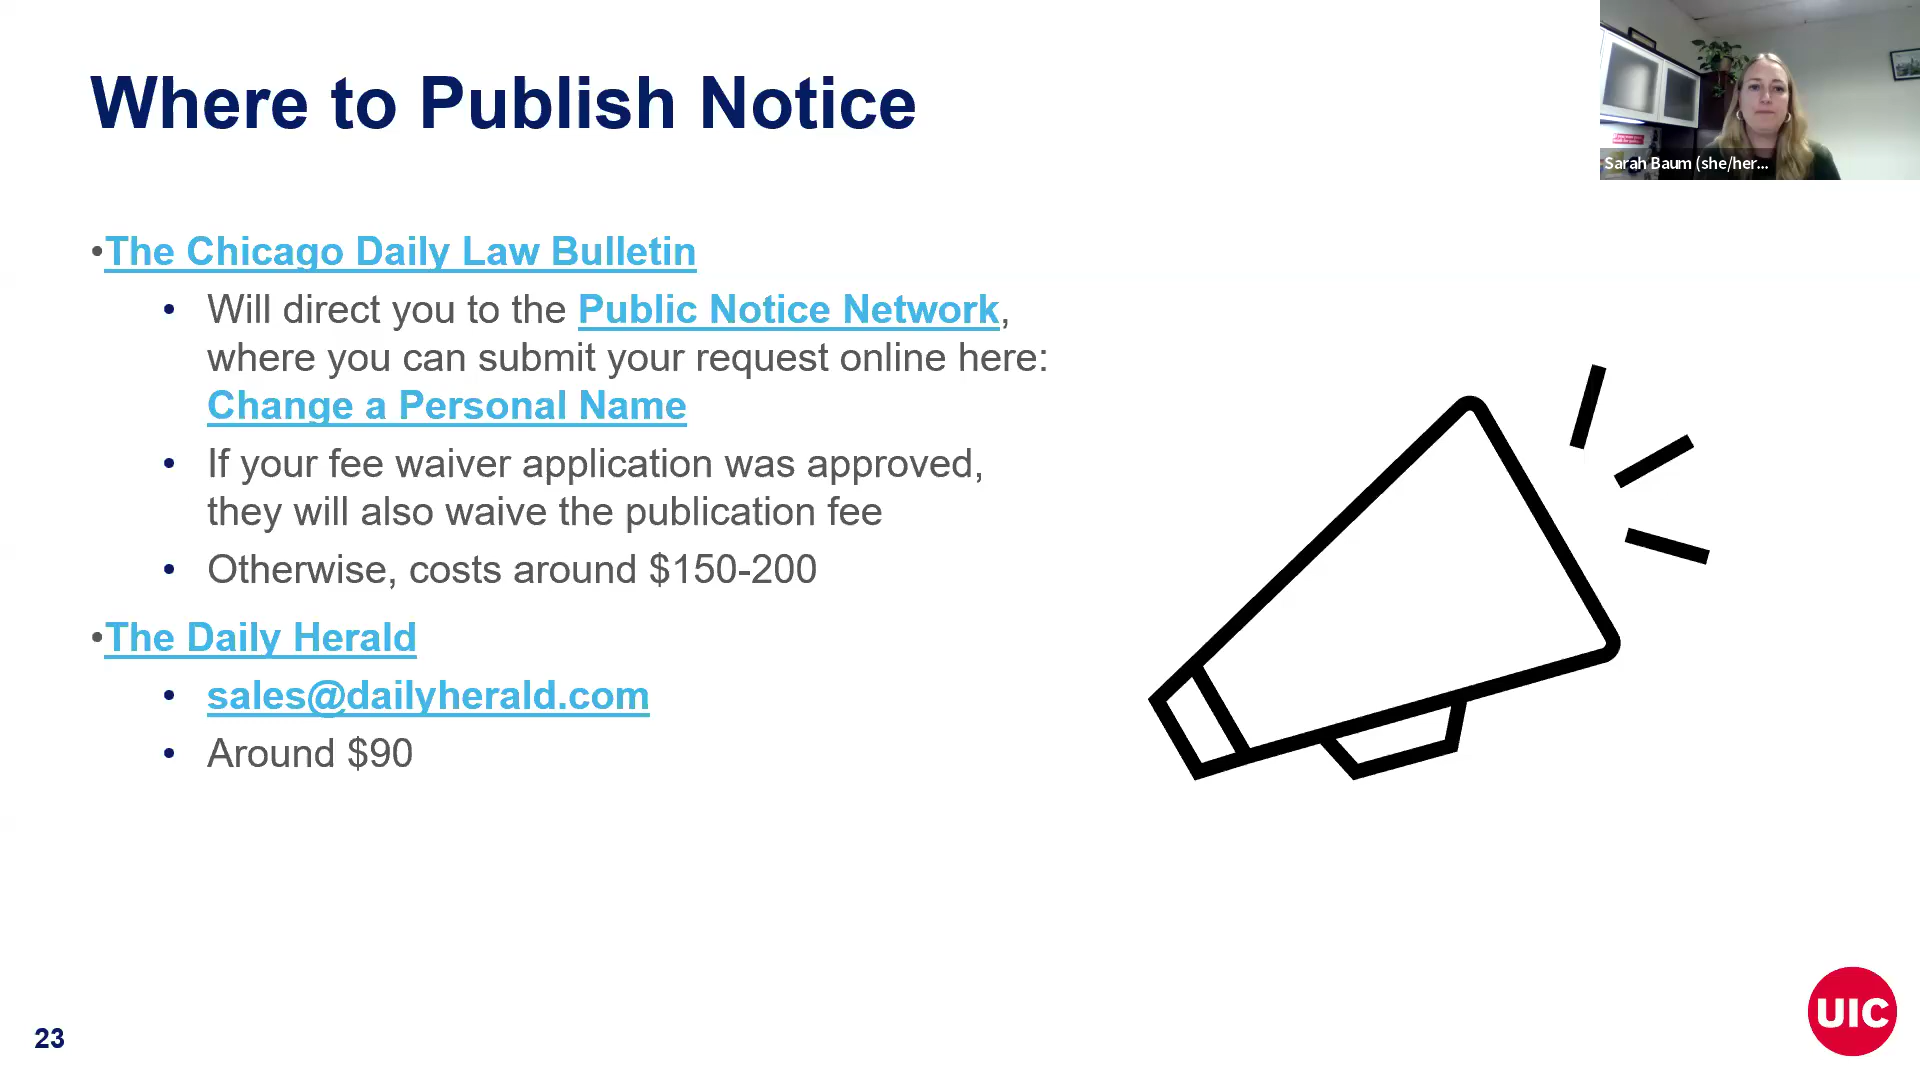 Where to Publish Notice
Sarah Baum (she/her...
•The Chicago Daily Law Bulletin
• Will direct you to the Public Notice Network,
where you can submit your request online here:
Change a Personal Name
• If your fee waiver application was approved,
they will also waive the publication fee
• Otherwise, costs around $150-200
•The Daily Herald
• sales@dailyherald.com
• Around $90
23
UIC